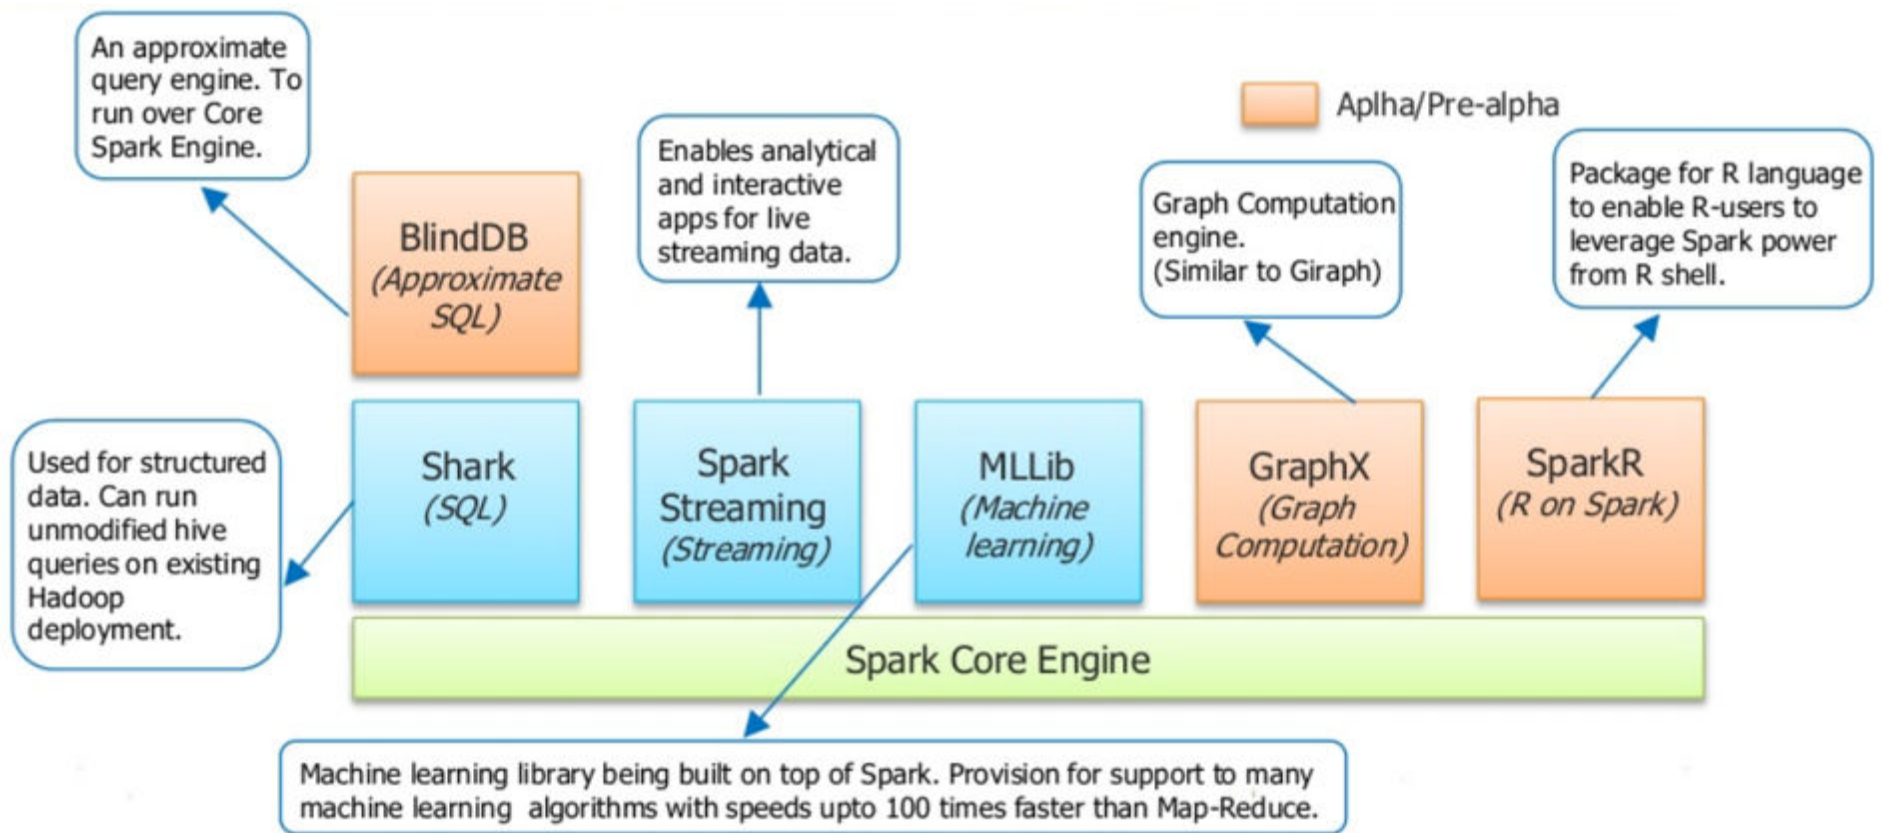 An approximate
query engine. To
run over Core
Spark Engine.
Aplha/Pre-alpha
Enables analytical
and interactive
apps for live
streaming data.
Graph Computation
engine.
(Similar to Giraph)
Package for R language
to enable R-users to
leverage Spark power
from R shell.
BlindDB
(Approximate
SQL)
Used for structured
data. Can run
unmodified hive
queries on existing
Hadoop
deployment.
Shark
(SQL)
Spark
Streaming
(Streaming)
MLLib
(Machine
learning)
GraphX
(Graph
Computation)
SparkR
(R on Spark)
Spark Core Engine
Machine learning library being built on top of Spark. Provision for support to many
machine learning algorithms with speeds upto 100 times faster than Map-Reduce.